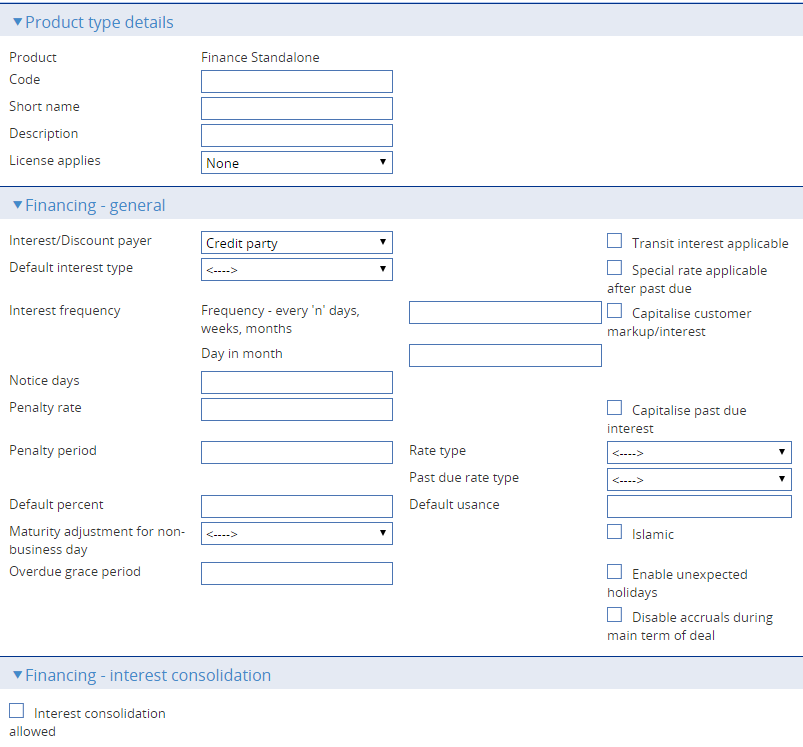 Product type details
Product Finance Standalone
Code
Short name
Description
License applies None
Financing - general
Interest/Discount payer Credit party Transit interest applicable
Default interest type <----> Special rate applicable
after past due
Interest frequency Frequency - every 'n' days, Capitalise customer
weeks, months markup/interest
Day in month
Notice days
Penalty rate Capitalise past due
interest
Penalty period Rate type <---->
Past due rate type <---->
Default percent Default usance
Maturity adjustment for non- <----> Islamic
business day
Overdue grace period Enable unexpected
holidays
Disable accruals during
main term of deal
Financing - interest consolidation
Interest consolidation
allowed